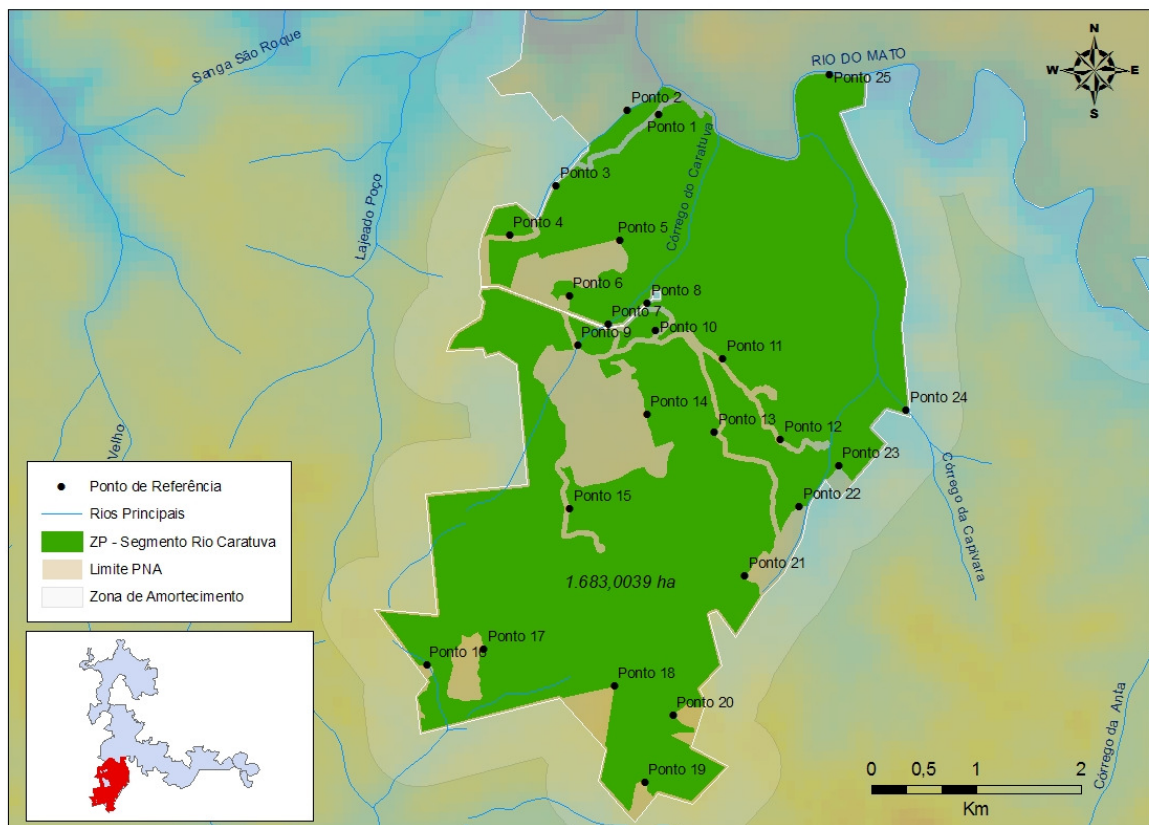 N
W
E
S
RIO DO MATO
Sanga São Roque
Ponto 25
Ponto 2
Ponto 1
Córrego do Caratuva
Ponto 3
Lajeado Poço
Ponto 4
Ponto 5
Ponto 6
Ponto 8
Ponto 7
Ponto 9
Ponto 10
Ponto 11
Ponto 14
Ponto 24
Ponto 13
Ponto 12
Velho
Ponto 23
Córrego da Capivara
Ponto 15
Ponto 22
Ponto 21
1.683,0039 ha
Ponto 17
Ponto 16
Ponto 18
Ponto 20
Ponto 19
Córrego da Anta
Ponto de Referência
Rios Principais
ZP - Segmento Rio Caratuva
Limite PNA
Zona de Amortecimento
0 0,5 1 2
Km